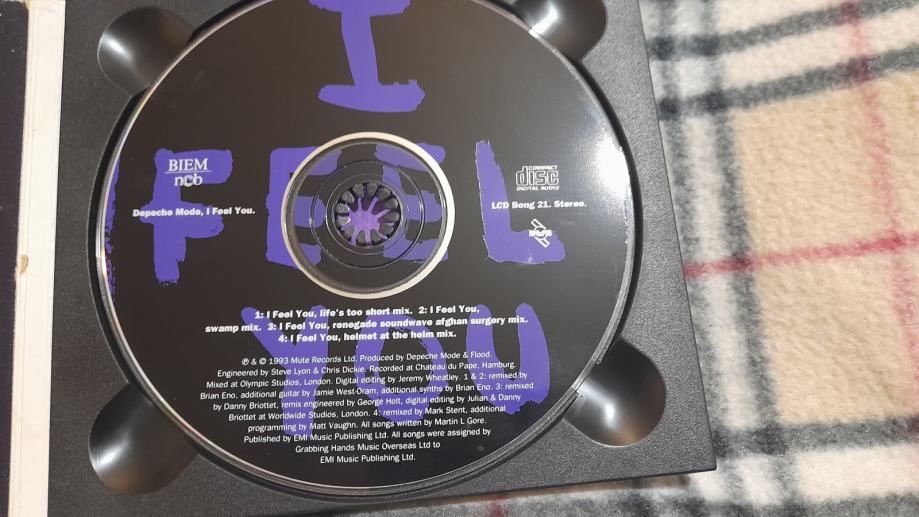 I
FEEL
YOU
BIEM
ncb
COMPACT
disc
DIGITAL AUDIO
Depeche Mode, I Feel You.
LCD Bong 21. Stereo.
1: I Feel You, life's too short mix. 2: I Feel You,
swamp mix. 3: I Feel You, renegade soundwave afghan surgery mix.
4: I Feel You, helmet at the helm mix.
℗ & © 1993 Mute Records Ltd. Produced by Depeche Mode & Flood.
Engineered by Steve Lyon & Chris Dickie. Recorded at Chateau du Pape, Hamburg.
Mixed at Olympic Studios, London. Digital editing by Jeremy Wheatley. 1 & 2: remixed by
Brian Eno, additional guitar by Jamie West-Oram, additional synths by Brian Eno. 3: remixed
by Danny Briottet, remix engineered by George Holt, digital editing by Julian & Danny
Briottet at Worldwide Studios, London. 4: remixed by Mark Stent, additional
programming by Matt Vaughn. All songs written by Martin L Gore.
Published by EMI Music Publishing Ltd. All songs were assigned by
Grabbing Hands Music Overseas Ltd to
EMI Music Publishing Ltd.